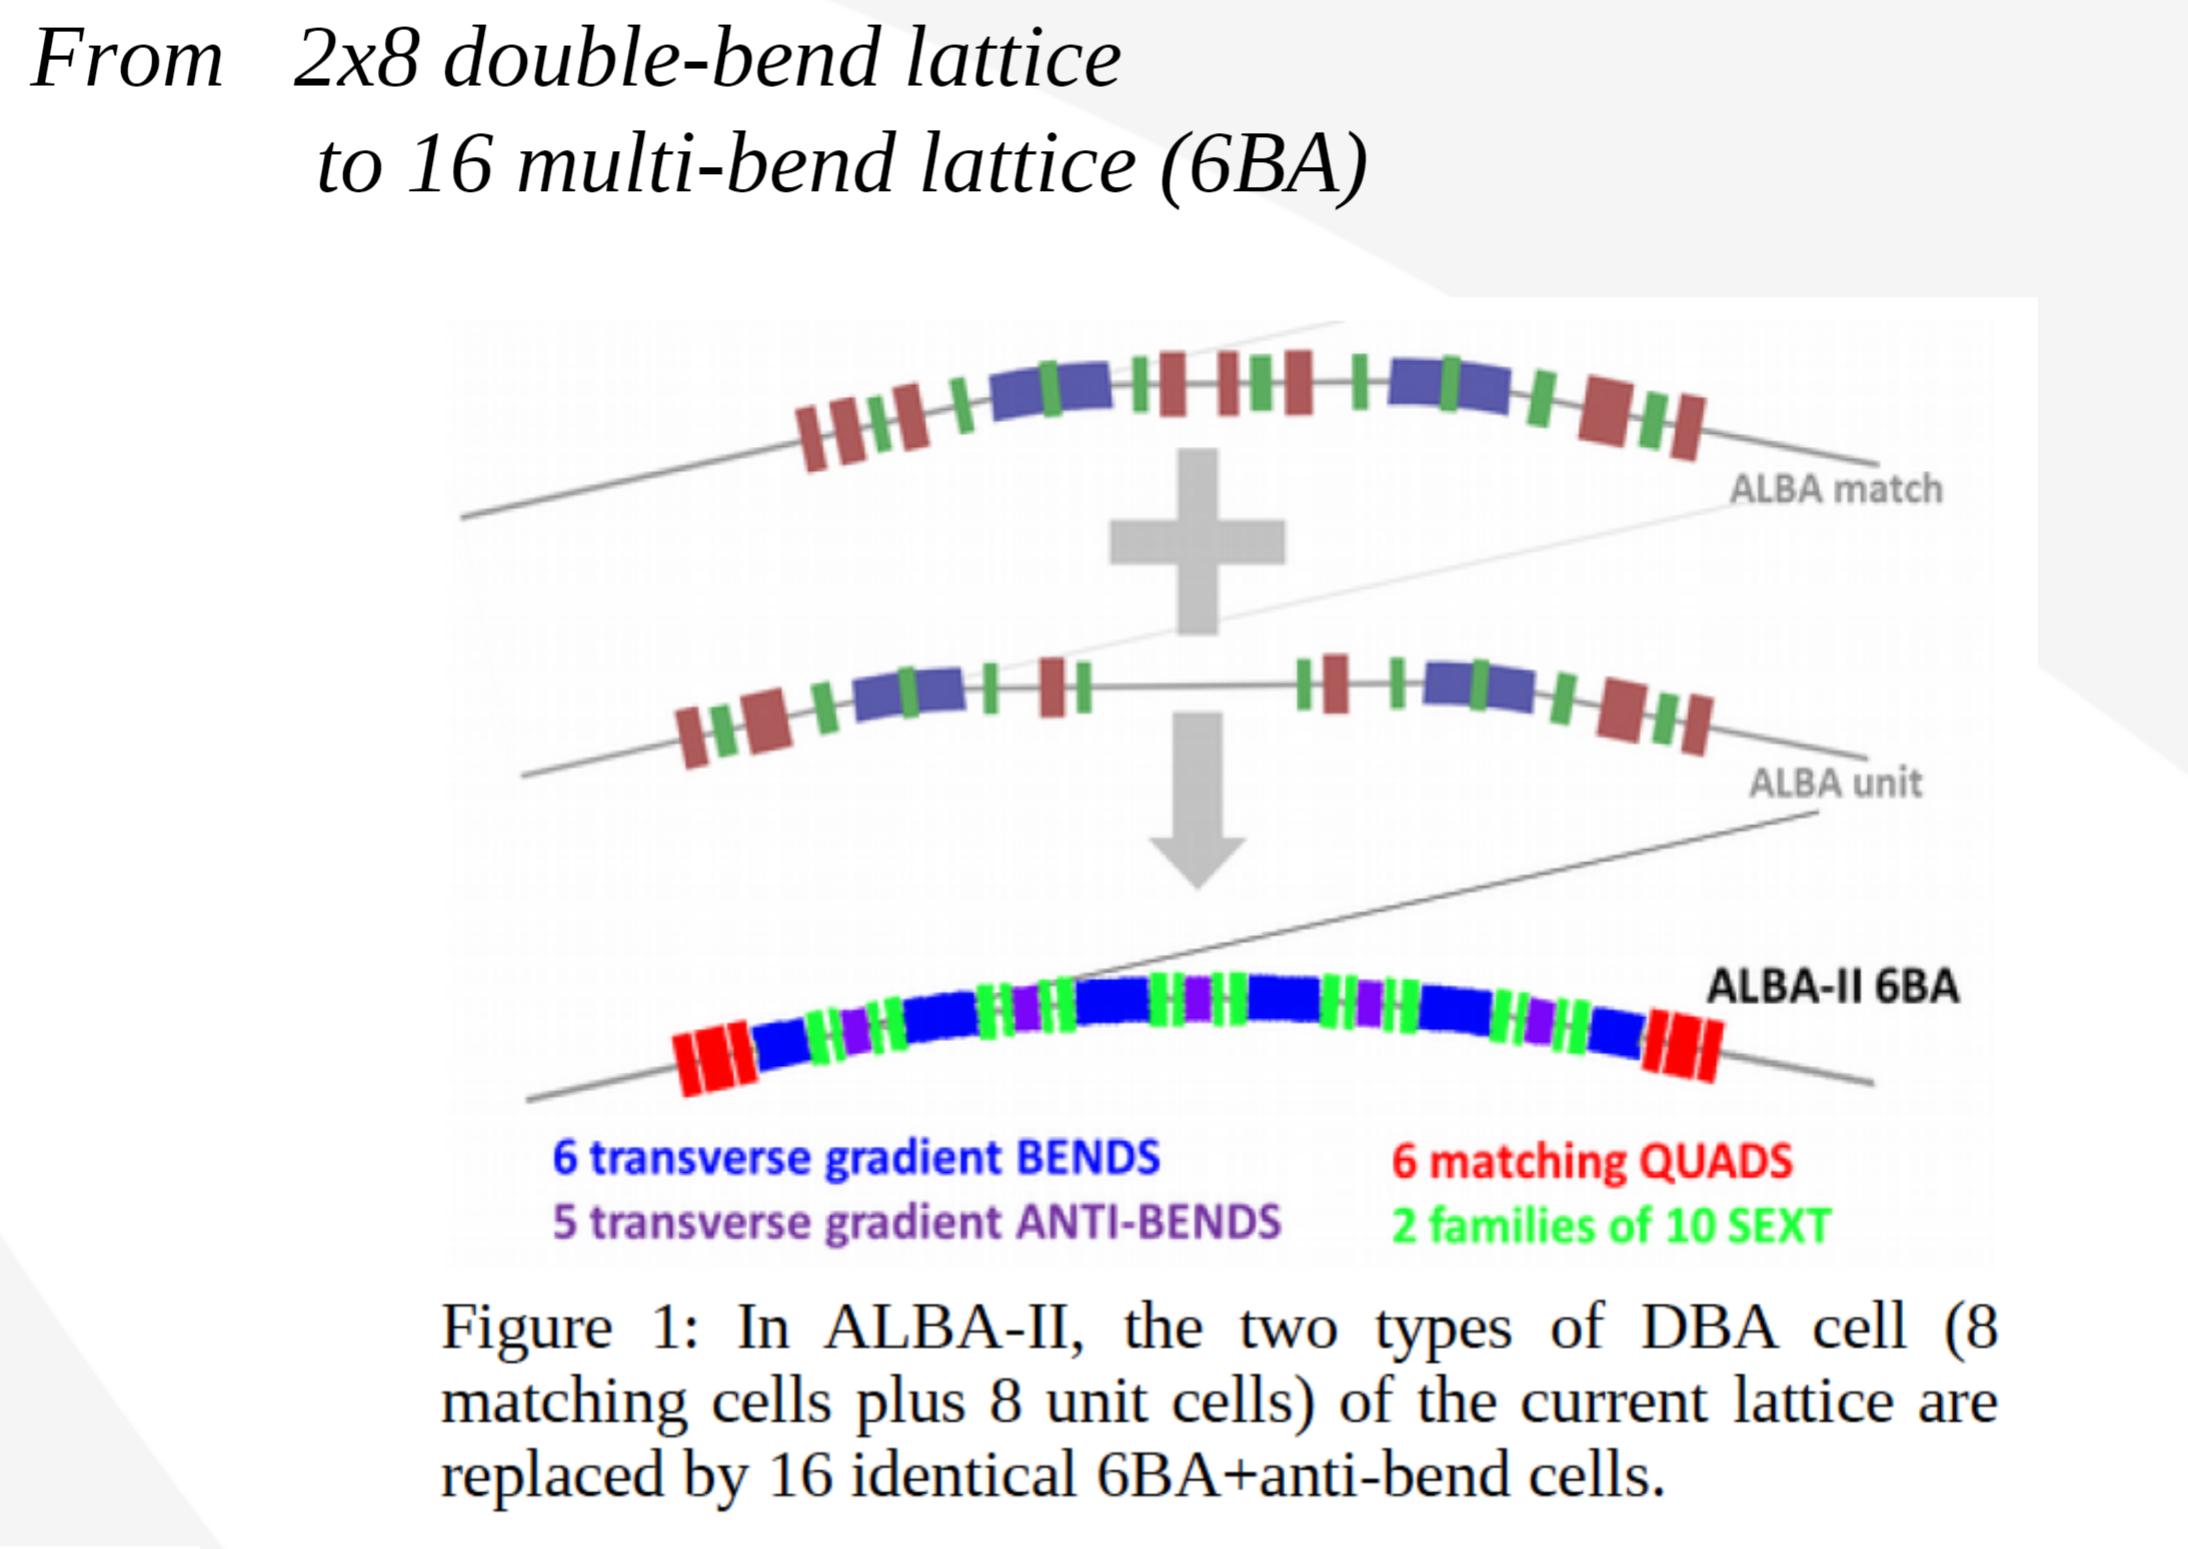 From 2x8 double-bend lattice
to 16 multi-bend lattice (6BA)
ALBA match
ALBA unit
ALBA-II 6BA
6 transverse gradient BENDS
6 matching QUADS
5 transverse gradient ANTI-BENDS
2 families of 10 SEXT
Figure 1: In ALBA-II, the two types of DBA cell (8
matching cells plus 8 unit cells) of the current lattice are
replaced by 16 identical 6BA+anti-bend cells.